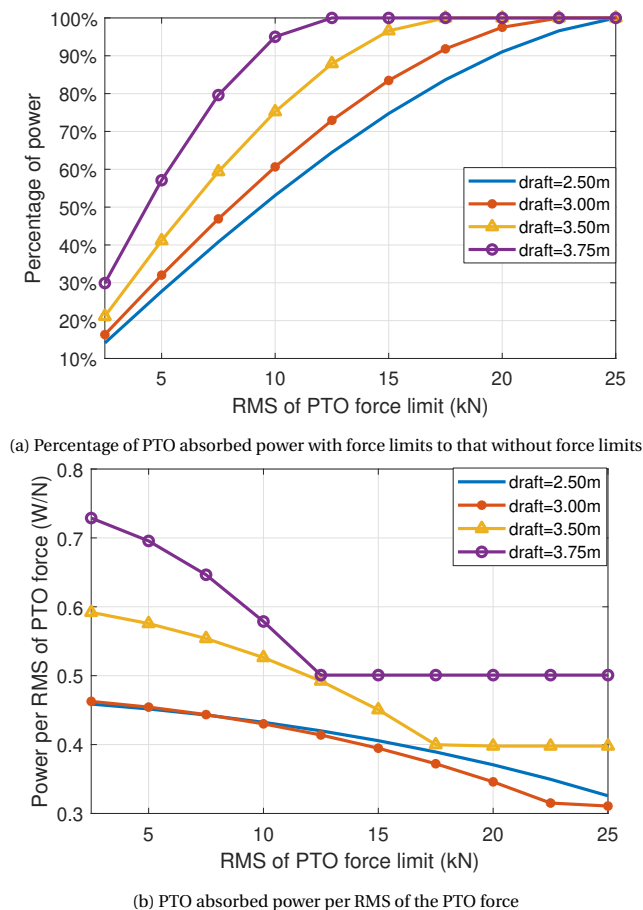 100%
90%
80%
70%
60%
50%
40%
30%
20%
10%
Percentage of power
draft=2.50m
draft=3.00m
draft=3.50m
draft=3.75m
5 10 15 20 25
RMS of PTO force limit (kN)
(a) Percentage of PTO absorbed power with force limits to that without force limits
0.8
0.7
0.6
0.5
0.4
0.3
Power per RMS of PTO force (W/N)
draft=2.50m
draft=3.00m
draft=3.50m
draft=3.75m
5 10 15 20 25
RMS of PTO force limit (kN)
(b) PTO absorbed power per RMS of the PTO force